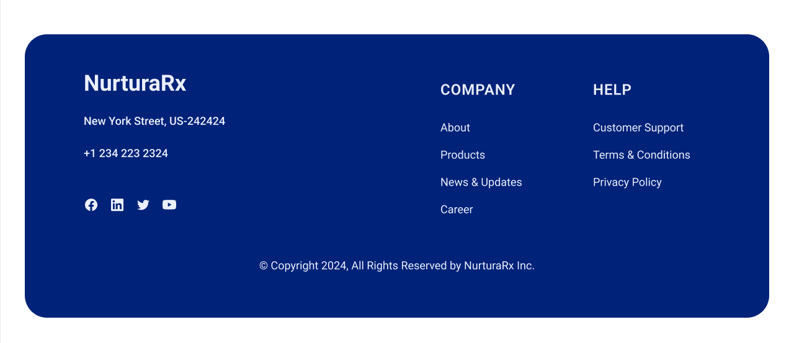 NurturaRx
New York Street, US-242424
+1 234 223 2324
COMPANY
About
Products
News & Updates
Career
HELP
Customer Support
Terms & Conditions
Privacy Policy
© Copyright 2024, All Rights Reserved by NurturaRx Inc.